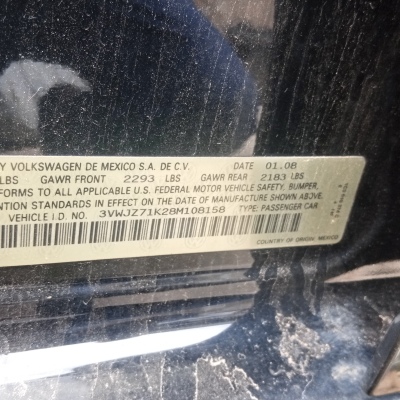 Y VOLKSWAGEN DE MEXICO S.A. DE C.V. DATE 01.08
LBS GAWR FRONT 2293 LBS GAWR REAR 2183 LBS
FORMS TO ALL APPLICABLE U.S. FEDERAL MOTOR VEHICLE SAFETY, BUMPER,
ENTION STANDARDS IN EFFECT ON THE DATE OF MANUFACTURE SHOWN ABOVE.
VEHICLE I.D. NO. 3VWJZ71K28M108158 TYPE: PASSENGER CAR
COUNTRY OF ORIGIN, MEXICO